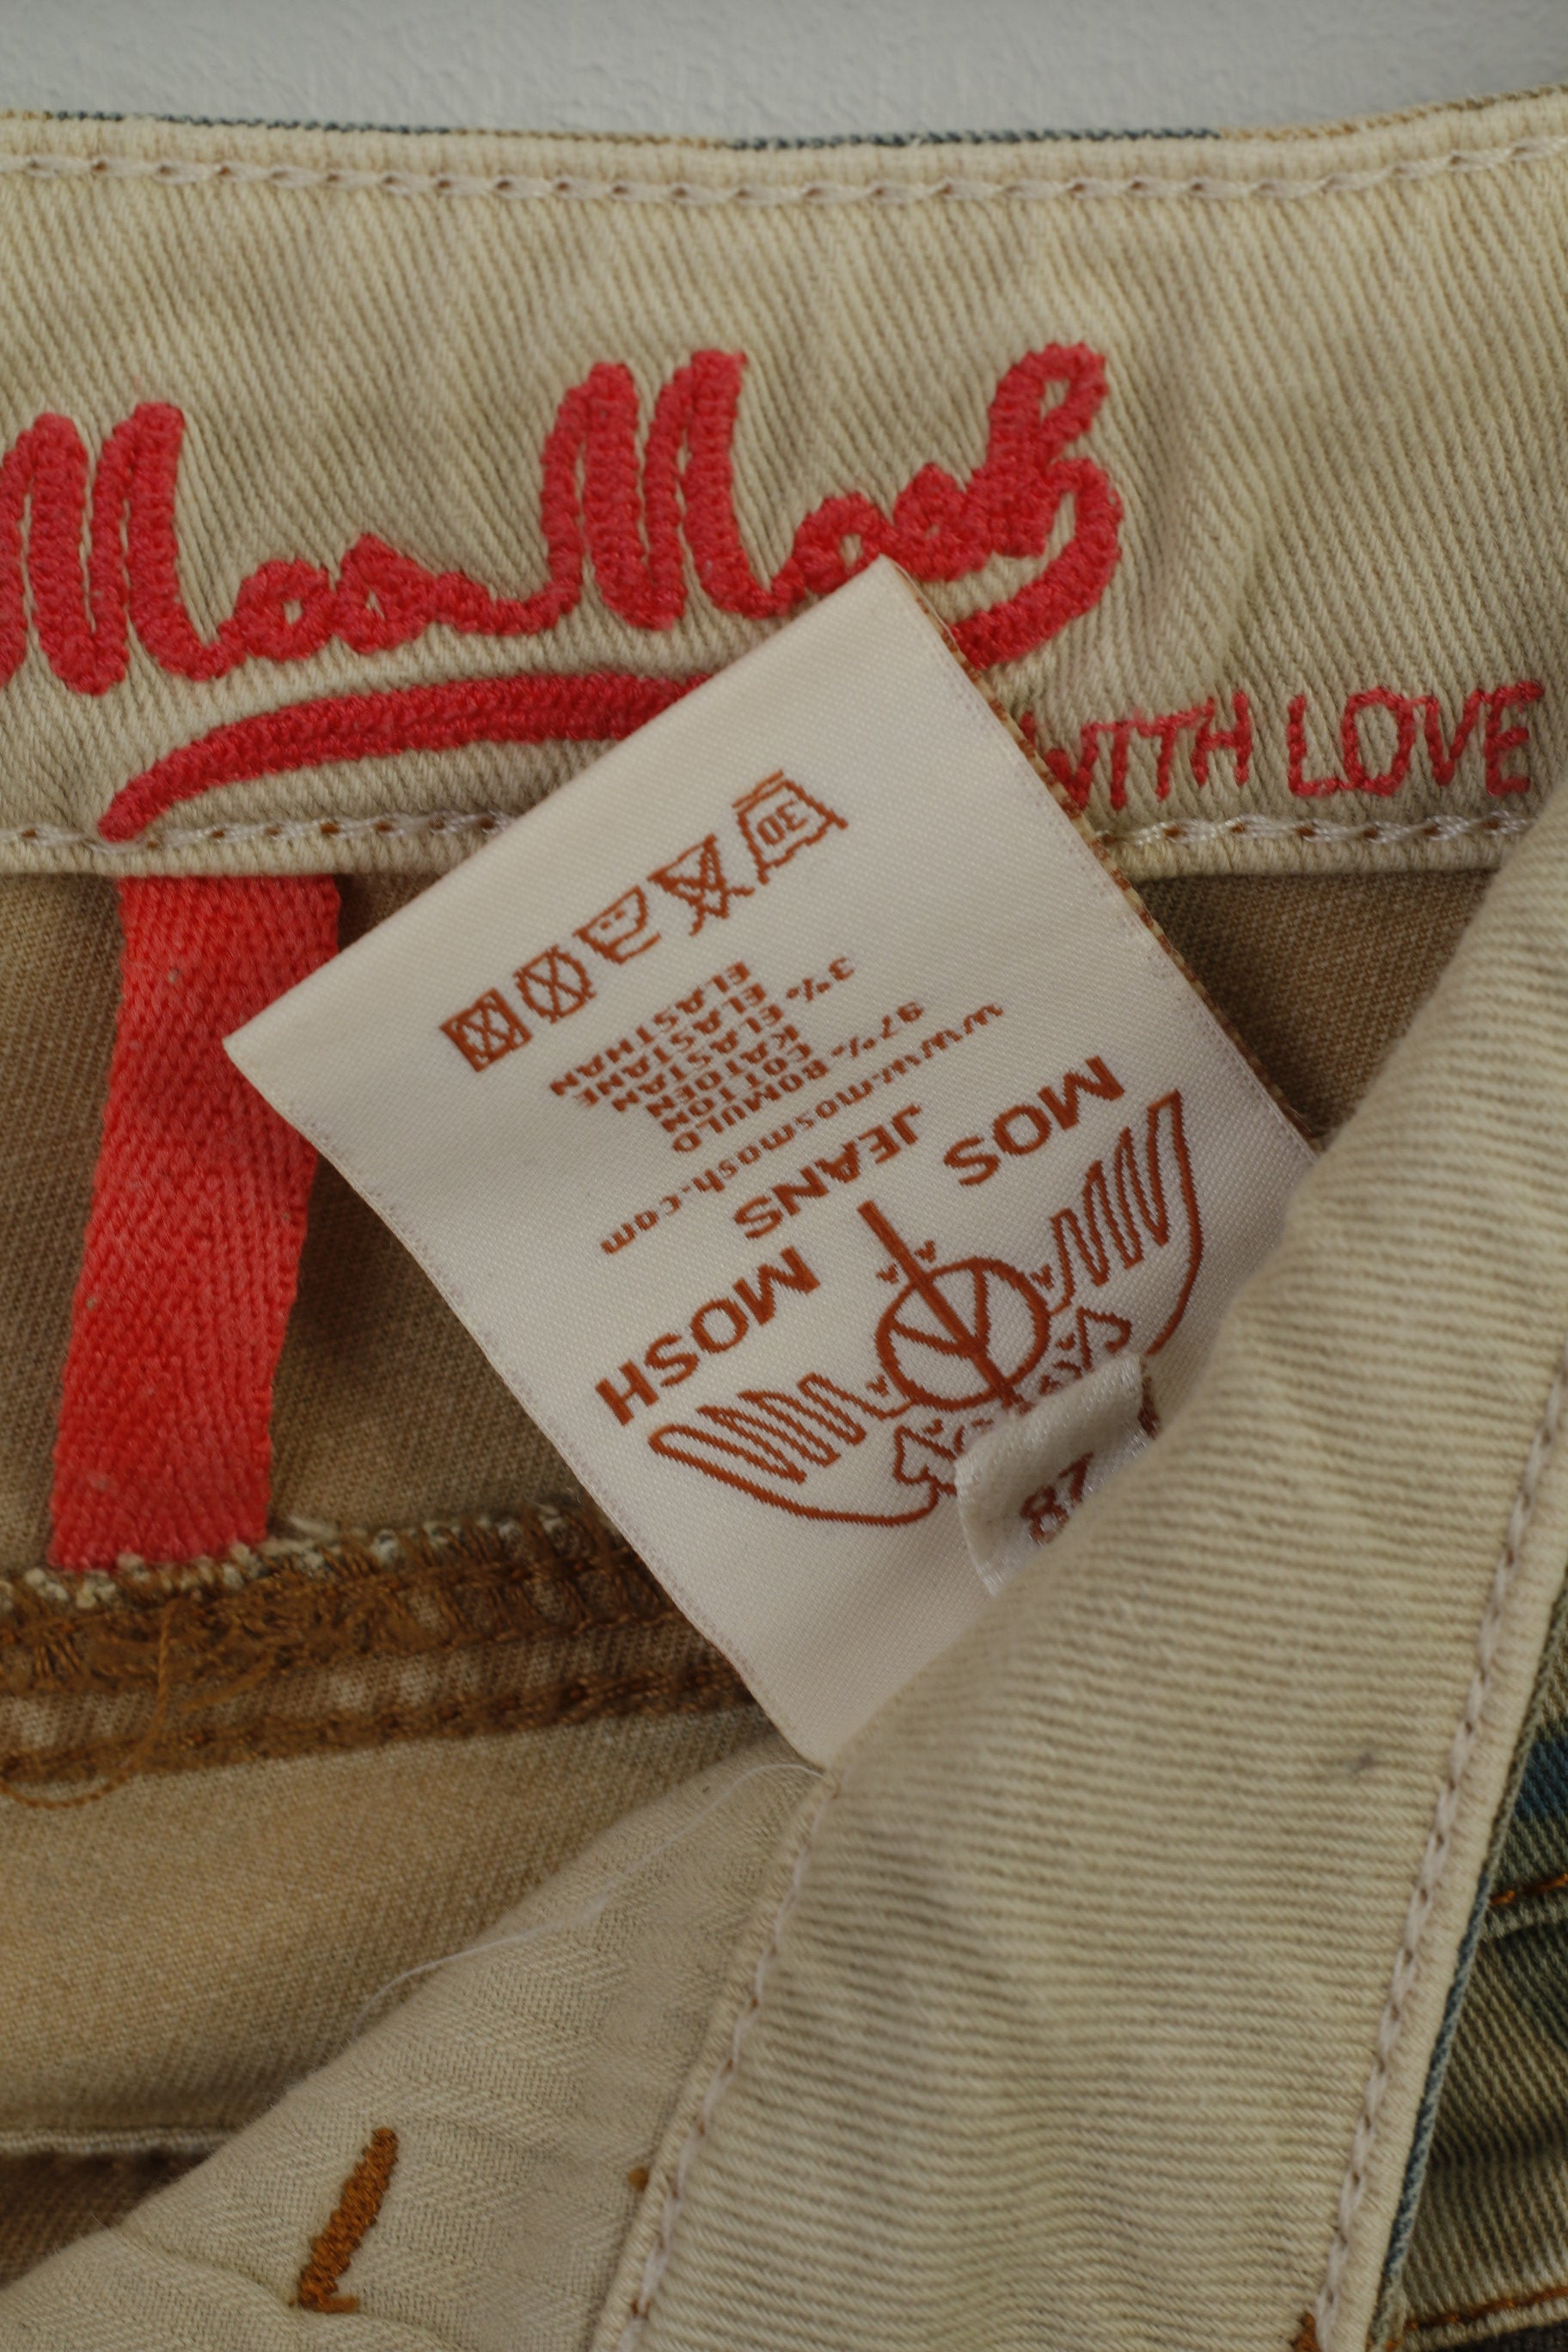 MosMosh
WITH LOVE
MOS MOSH
JEANS
www.mosmosh.com
97% BOMULD
COTTON
KATOEN
3% ELASTAN
ELASTANE
ELASTHAN
30
87